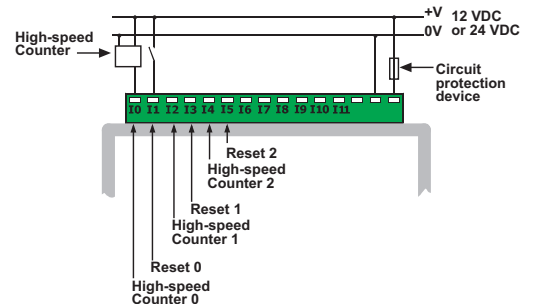 +V 12 VDC
0V or 24 VDC
High-speed
Counter
Circuit
protection
device
I0 I1 I2 I3 I4 I5 I6 I7 I8 I9 I10 I11
Reset 2
High-speed
Counter 2
Reset 1
High-speed
Counter 1
Reset 0
High-speed
Counter 0